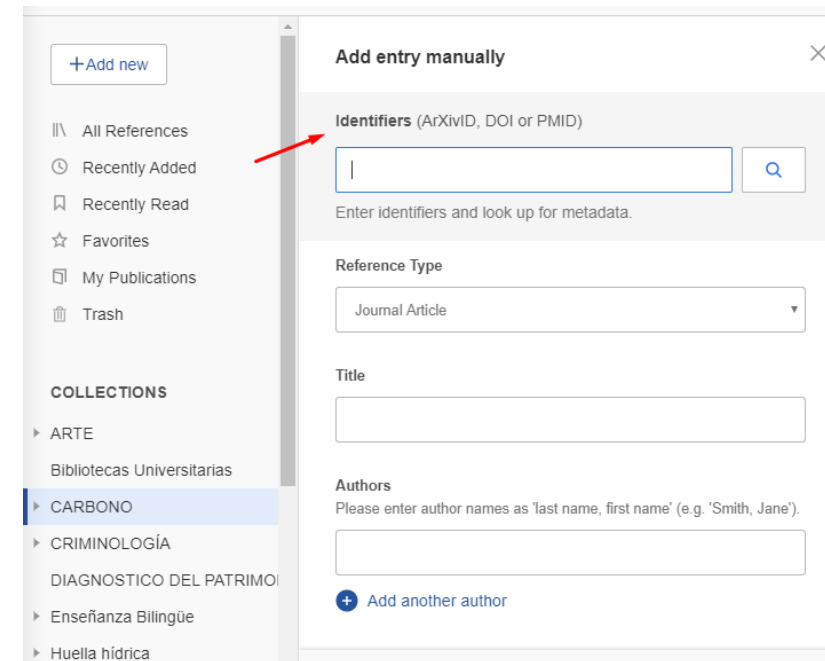 +Add new
All References
Recently Added
Recently Read
Favorites
My Publications
Trash
COLLECTIONS
ARTE
Bibliotecas Universitarias
CARBONO
CRIMINOLOGÍA
DIAGNOSTICO DEL
Enseñanza Bilingüe
Huella hídrica
Add entry manually
Identifiers (ArXivID, DOI or PMID)
Enter identifiers and look up for metadata.
Reference Type
Journal Article
Title
Authors
Please enter author names as 'last name, first name' (e.g. 'Smith, Jane').
Add another author